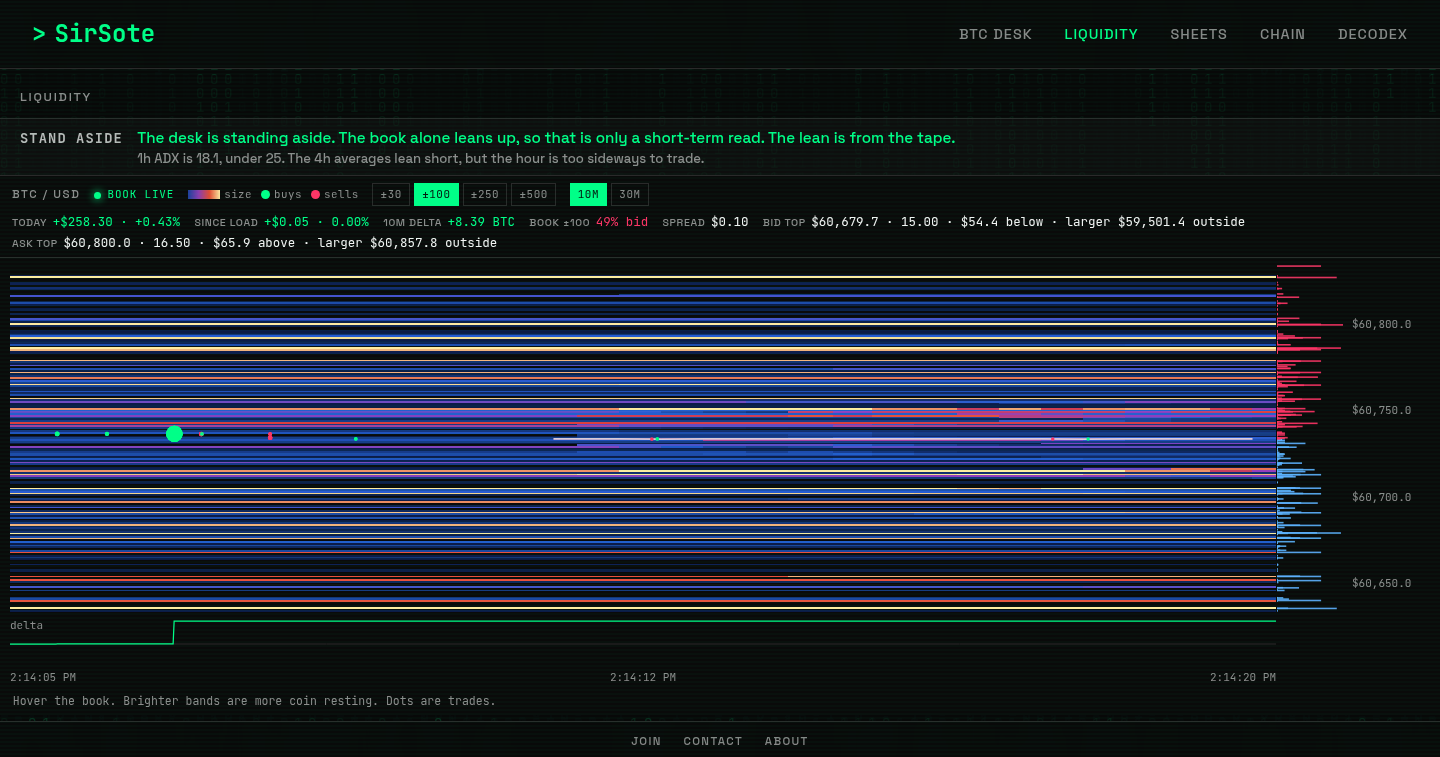 > SirSote
BTC DESK LIQUIDITY SHEETS CHAIN DECODEX
LIQUIDITY
STAND ASIDE The desk is standing aside. The book alone leans up, so that is only a short-term read. The lean is from the tape.
1h ADX is 18.1, under 25. The 4h averages lean short, but the hour is too sideways to trade.
BTC / USD BOOK LIVE size buys sells ±30 ±100 ±250 ±500 10M 30M
TODAY +$258.30 · +0.43% SINCE LOAD +$0.05 · 0.00% 10M DELTA +8.39 BTC BOOK ±100 49% bid SPREAD $0.10 BID TOP $60,679.7 · 15.00 · $54.4 below · larger $59,501.4 outside
ASK TOP $60,800.0 · 16.50 · $65.9 above · larger $60,857.8 outside
$60,800.0
$60,750.0
$60,700.0
$60,650.0
delta
2:14:05 PM 2:14:12 PM 2:14:20 PM
Hover the book. Brighter bands are more coin resting. Dots are trades.
JOIN CONTACT ABOUT